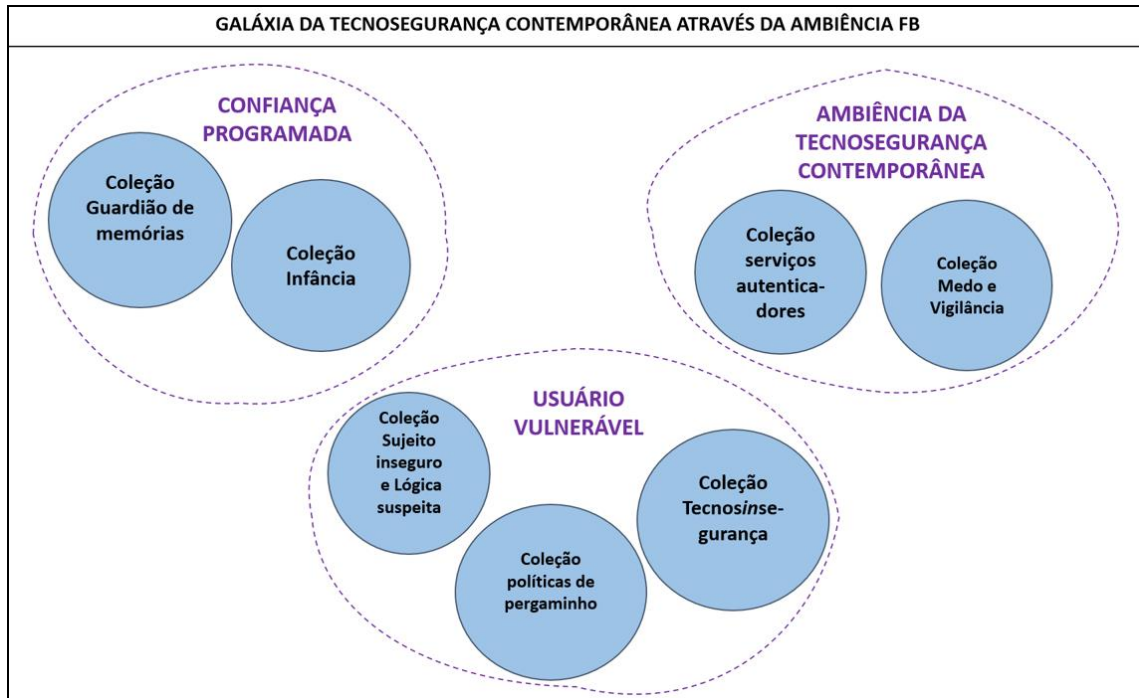 GALÁXIA DA TECNOSEGURANÇA CONTEMPORÂNEA ATRAVÉS DA AMBIÊNCIA FB
CONFIANÇA
PROGRAMADA
Coleção
Guardião de
memórias
Coleção
Infância
AMBIÊNCIA DA
TECNOSEGURANÇA
CONTEMPORÂNEA
Coleção
serviços
autentica-
dores
Coleção
Medo e
Vigilância
USUÁRIO
VULNERÁVEL
Coleção
Sujeito
inseguro
e Lógica
suspeita
Coleção
políticas de
pergaminho
Coleção
Tecnosinse-
gurança